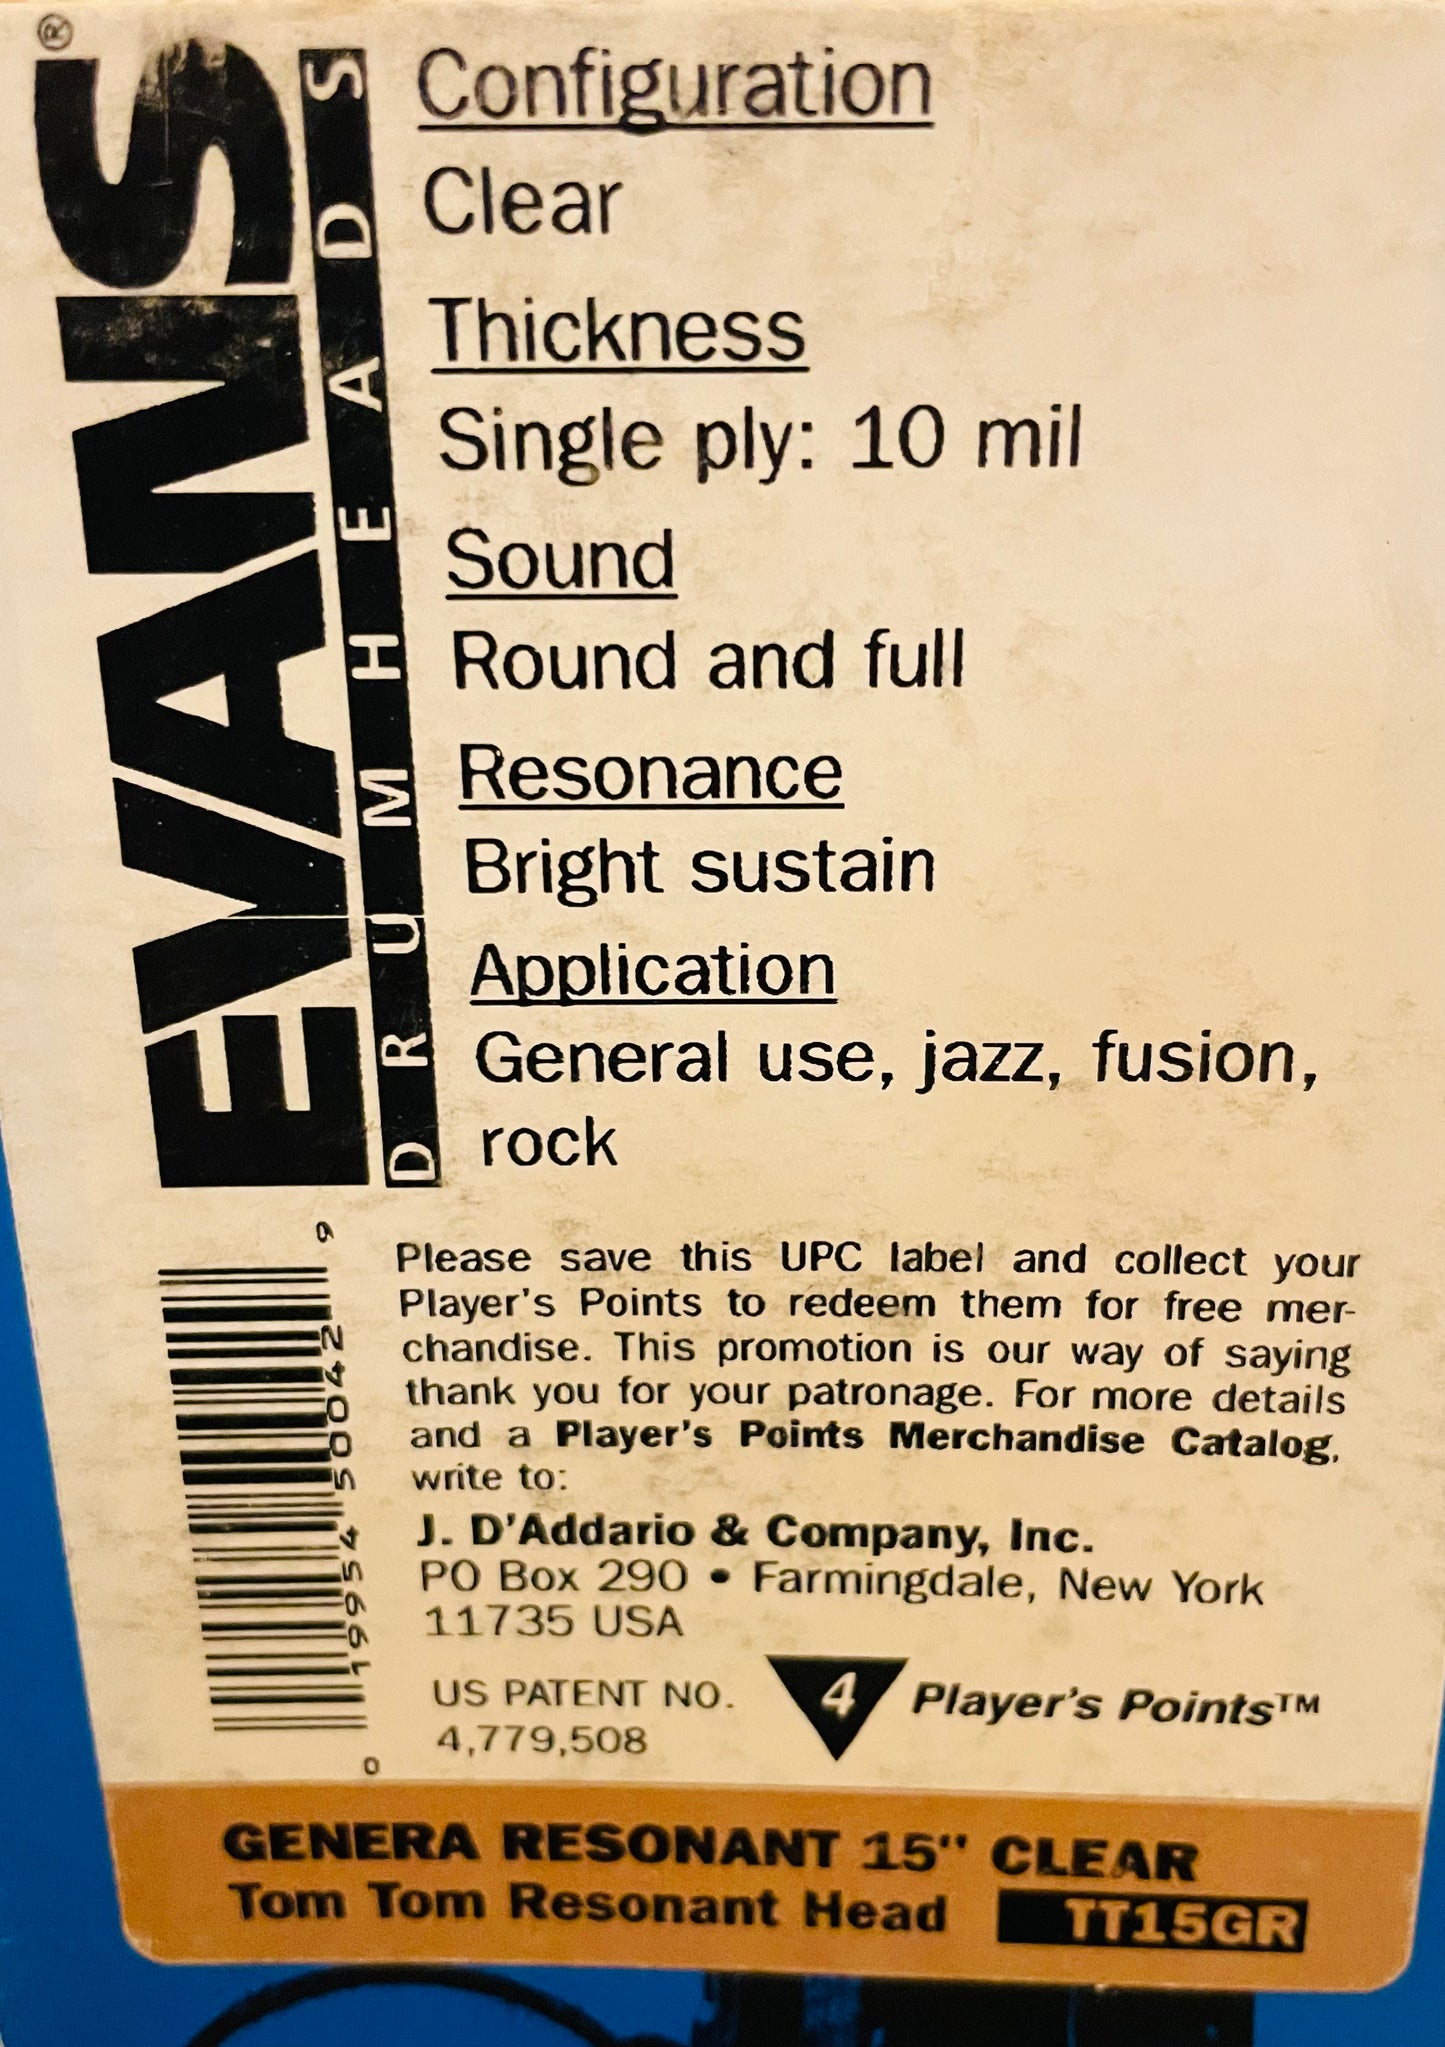 EVANS®
DRUMHEADS
Configuration
Clear
Thickness
Single ply: 10 mil
Sound
Round and full
Resonance
Bright sustain
Application
General use, jazz, fusion,
rock
0 19954 50042 9
Please save this UPC label and collect your
Player's Points to redeem them for free mer-
chandise. This promotion is our way of saying
thank you for your patronage. For more details
and a Player's Points Merchandise Catalog,
write to:
J. D'Addario & Company, Inc.
PO Box 290 • Farmingdale, New York
11735 USA
US PATENT NO.
4,779,508
4 Player's Points™
GENERA RESONANT 15" CLEAR
Tom Tom Resonant Head TT15GR